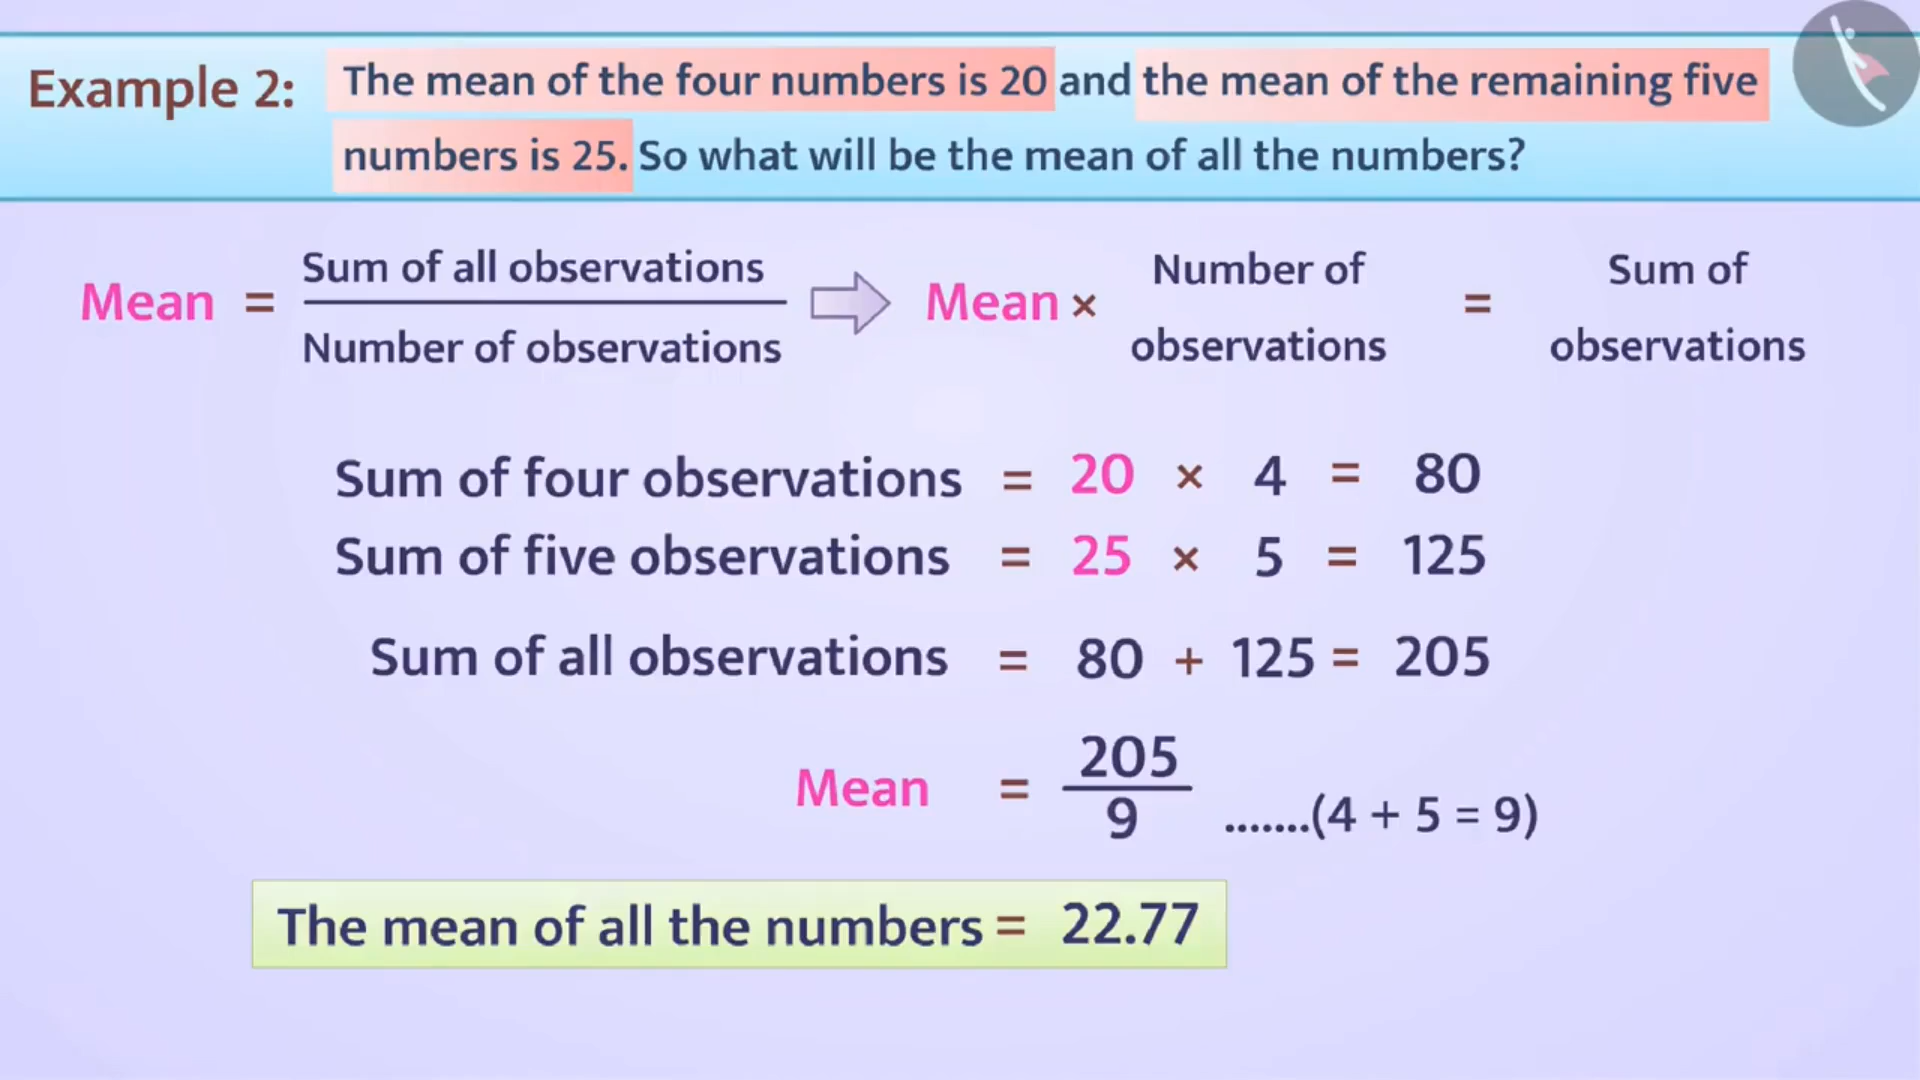 Example 2: The mean of the four numbers is 20 and the mean of the remaining five
numbers is 25. So what will be the mean of all the numbers?
Mean = Sum of all observations / Number of observations ⇨ Mean × Number of observations = Sum of observations
Sum of four observations = 20 × 4 = 80
Sum of five observations = 25 × 5 = 125
Sum of all observations = 80 + 125 = 205
Mean = 205 / 9 .......(4 + 5 = 9)
The mean of all the numbers = 22.77